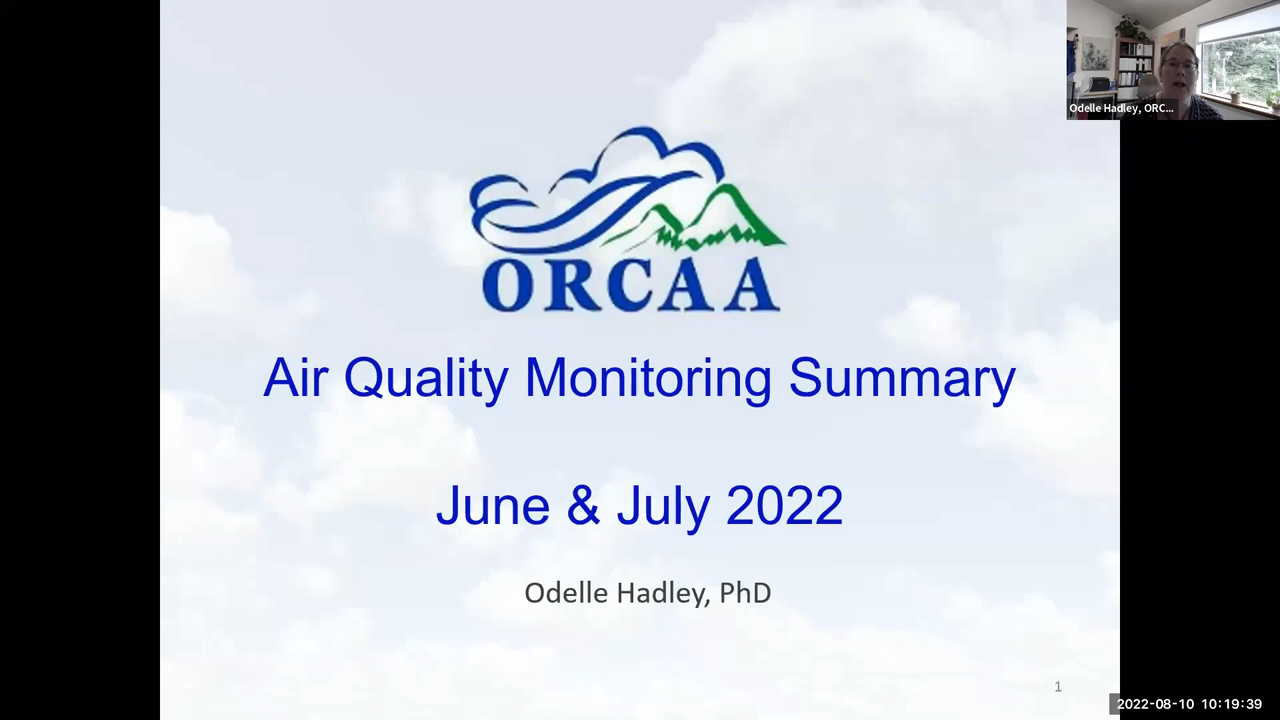 Odelle Hadley, ORC...
ORCAA
Air Quality Monitoring Summary
June & July 2022
Odelle Hadley, PhD
1
2022-08-10 10:19:39